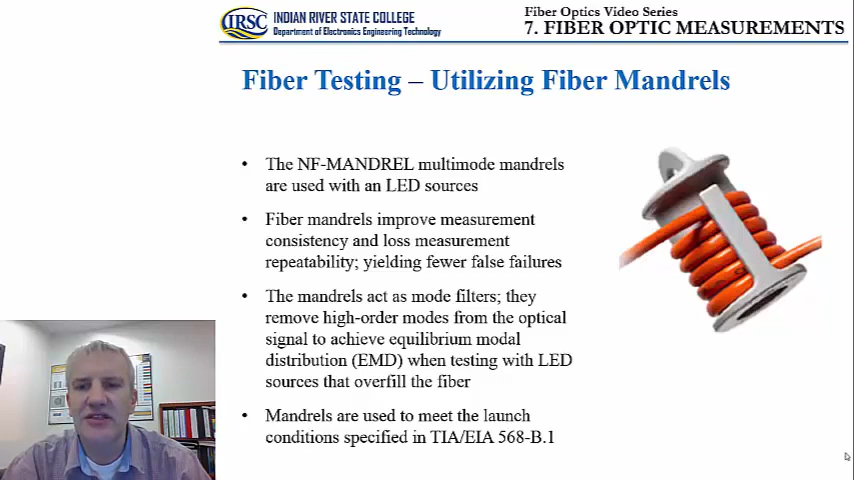 IRSC
INDIAN RIVER STATE COLLEGE
Department of Electronics Engineering Technology
Fiber Optics Video Series
7. FIBER OPTIC MEASUREMENTS
Fiber Testing – Utilizing Fiber Mandrels
• The NF-MANDREL multimode mandrels
are used with an LED sources
• Fiber mandrels improve measurement
consistency and loss measurement
repeatability; yielding fewer false failures
• The mandrels act as mode filters; they
remove high-order modes from the optical
signal to achieve equilibrium modal
distribution (EMD) when testing with LED
sources that overfill the fiber
• Mandrels are used to meet the launch
conditions specified in TIA/EIA 568-B.1